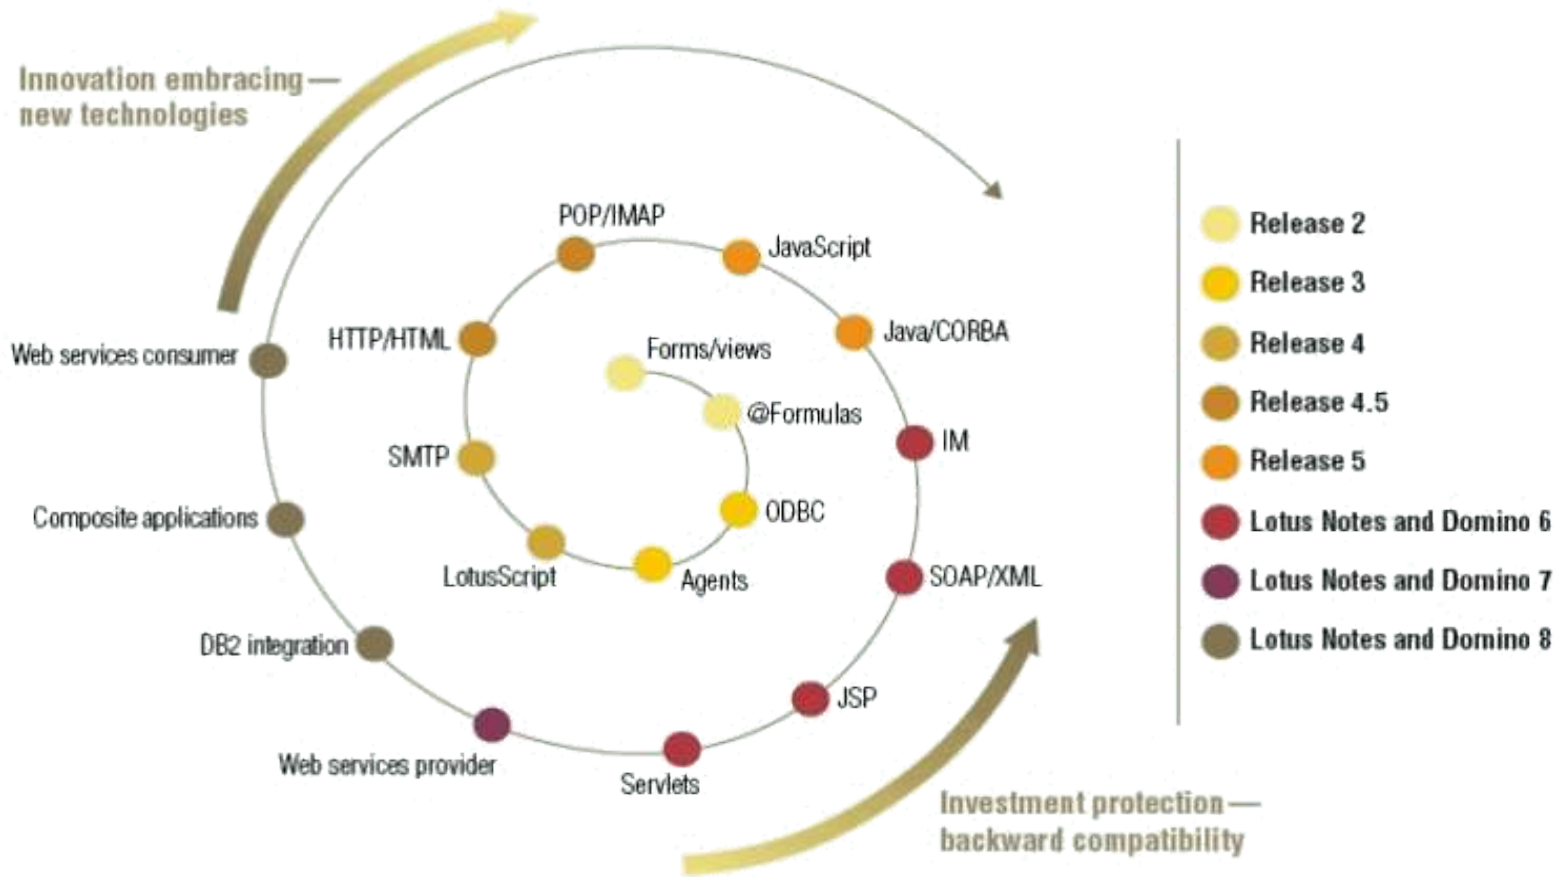 Innovation embracing—
new technologies
POP/IMAP
JavaScript
HTTP/HTML
Java/CORBA
Forms/views
Web services consumer
@Formulas
IM
SMTP
ODBC
Composite applications
LotusScript
Agents
SOAP/XML
DB2 integration
JSP
Web services provider
Servlets
Investment protection—
backward compatibility
Release 2
Release 3
Release 4
Release 4.5
Release 5
Lotus Notes and Domino 6
Lotus Notes and Domino 7
Lotus Notes and Domino 8